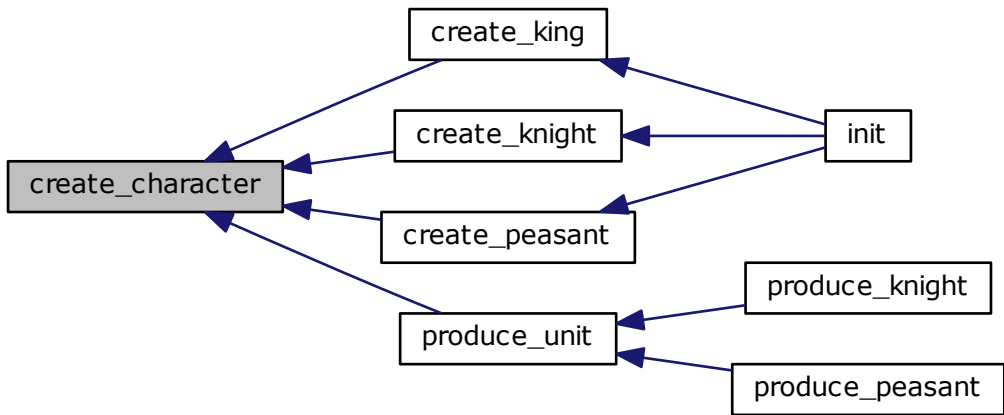 create_king
create_knight
init
create_character
create_peasant
produce_knight
produce_unit
produce_peasant